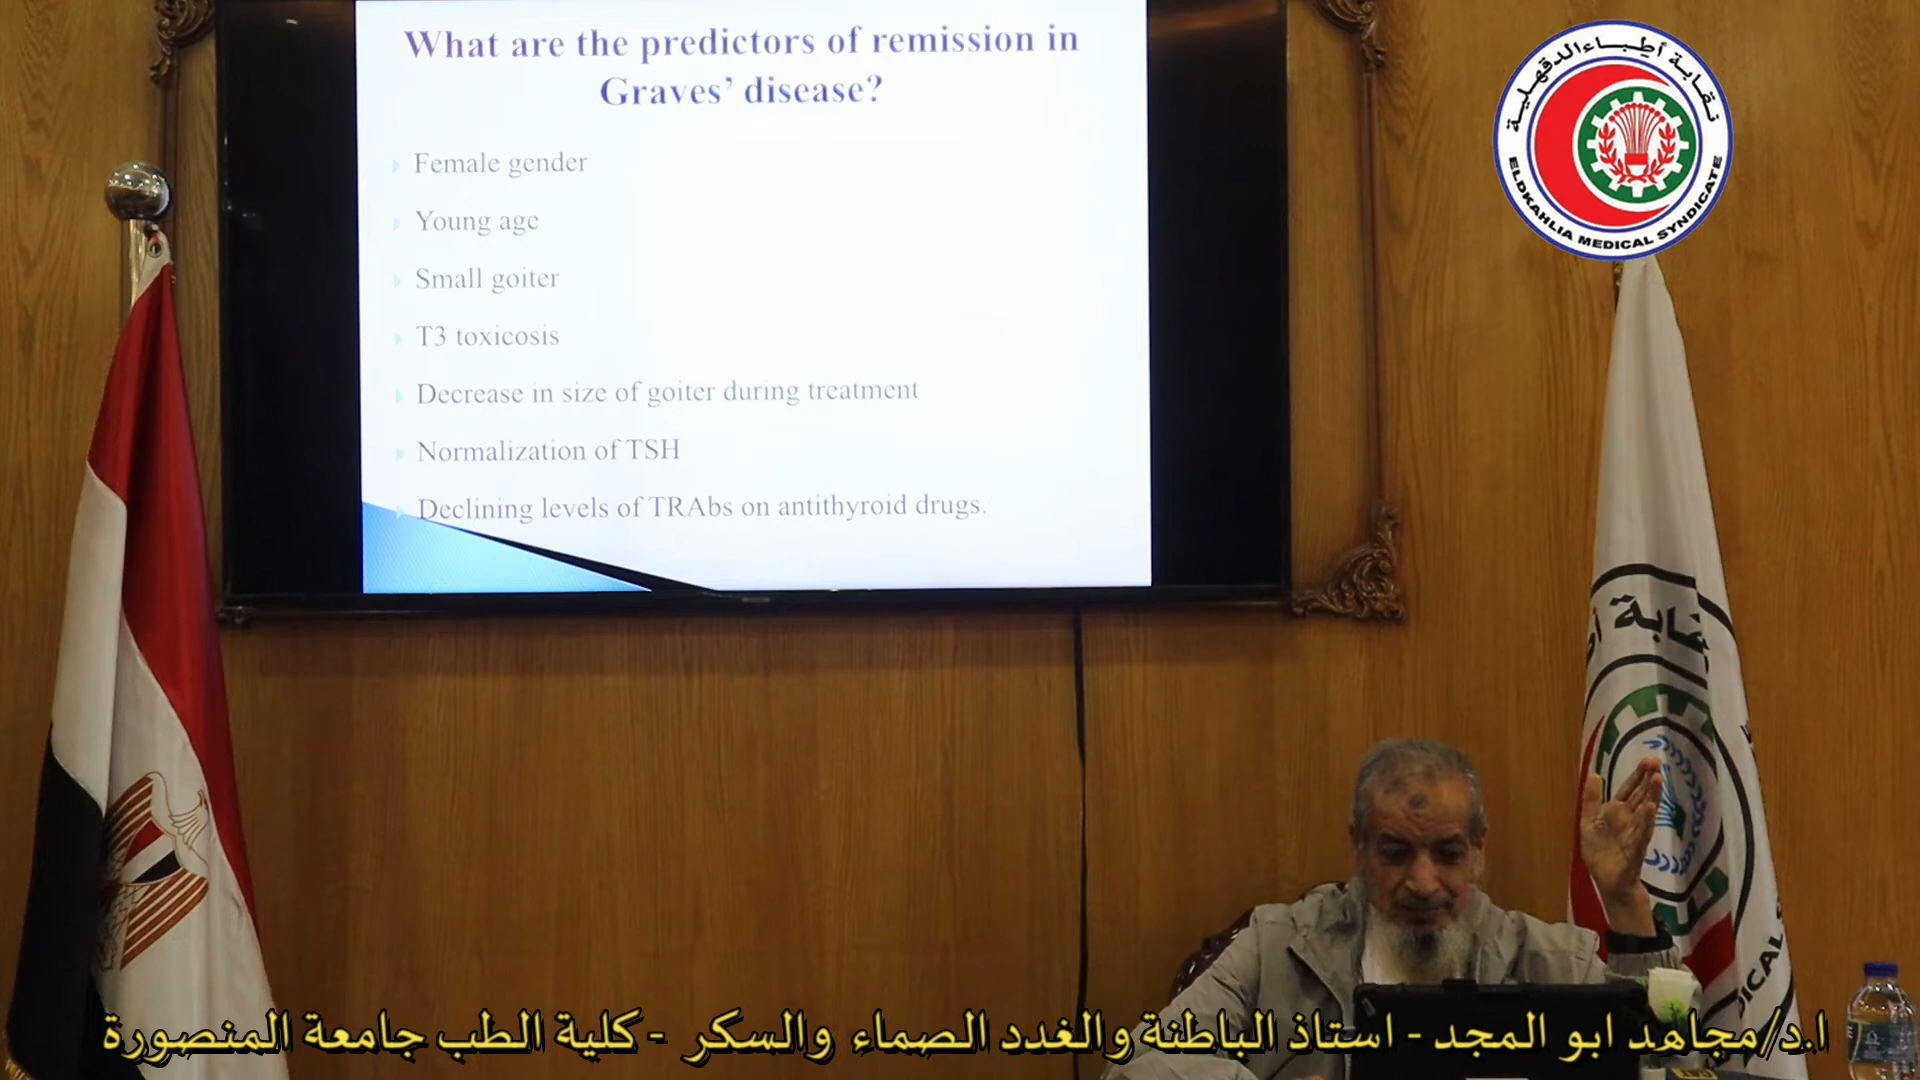 What are the predictors of remission in
Graves’ disease?
Female gender
Young age
Small goiter
T3 toxicosis
Decrease in size of goiter during treatment
Normalization of TSH
Declining levels of TRAbs on antithyroid drugs.
نقابة أطباء الدقهلية
ELDKAHLIA MEDICAL SYNDICATE
نقابة
ا.د/مجاهد ابو المجد - استاذ الباطنة والغدد الصماء والسكر - كلية الطب جامعة المنصورة